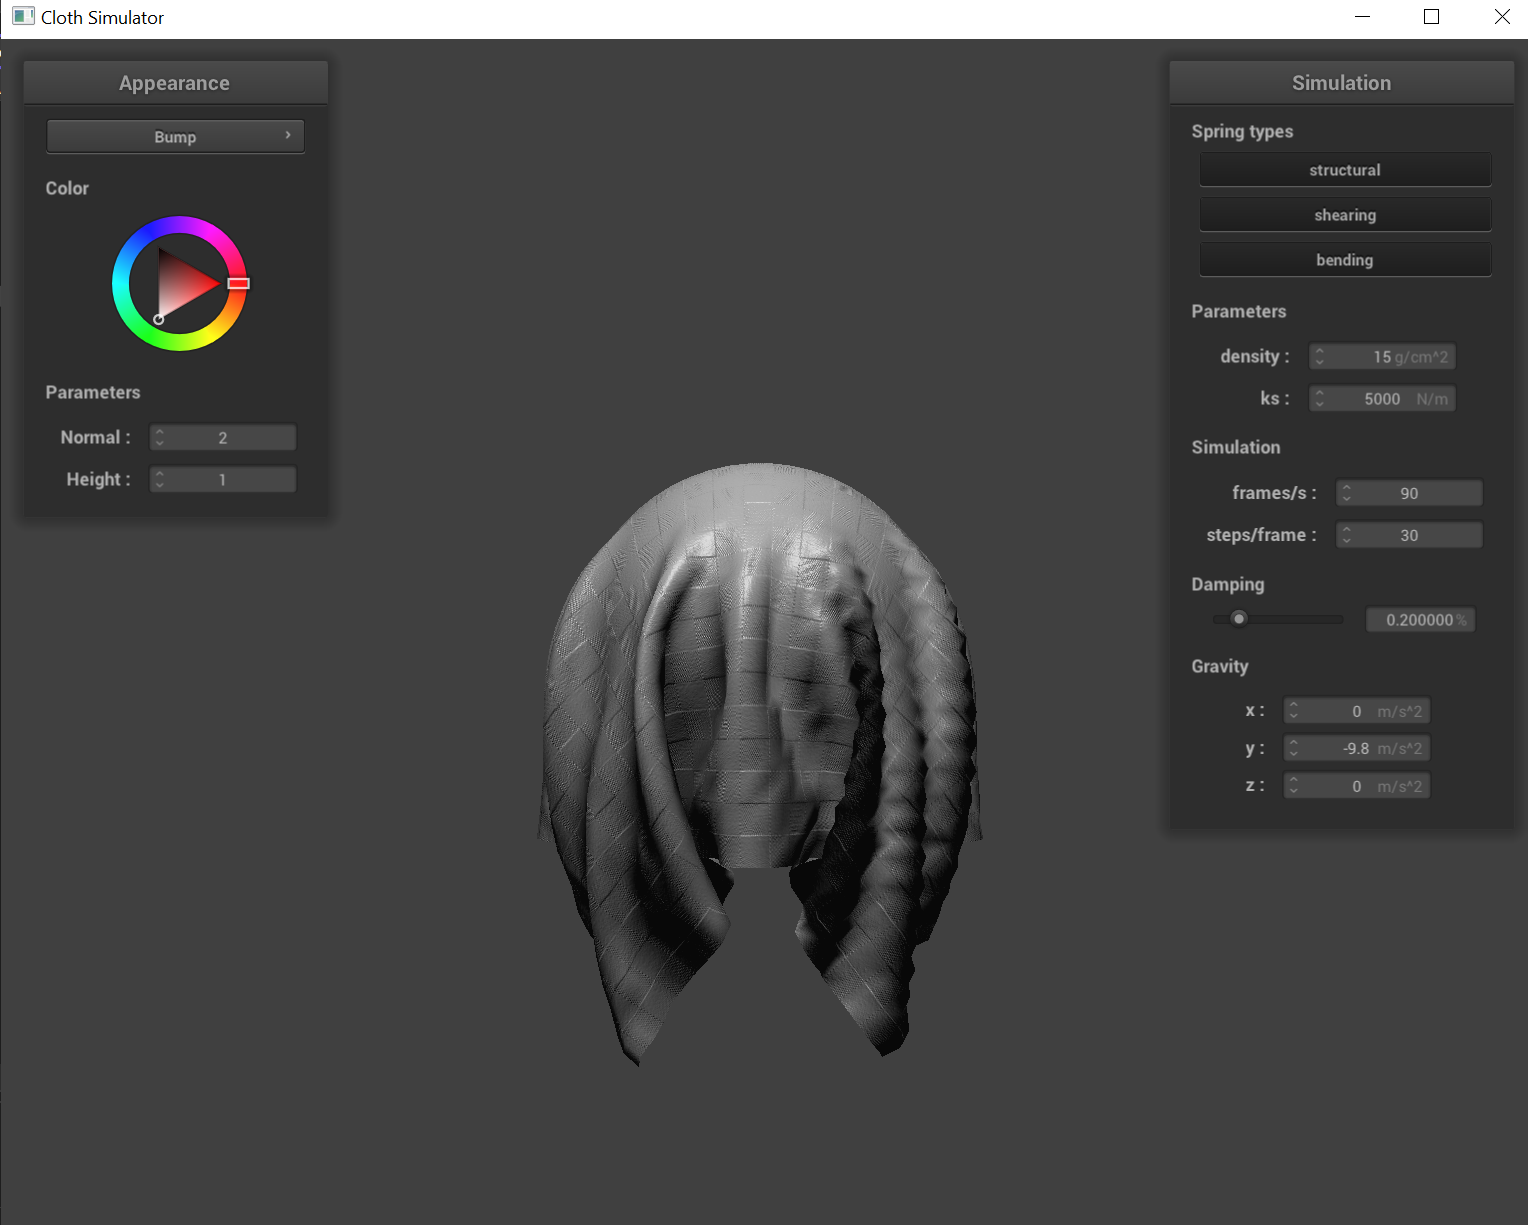 Cloth Simulator
Appearance
Bump
Color
Parameters
Normal : 2
Height : 1
Simulation
Spring types
structural
shearing
bending
Parameters
density : 15 g/cm^2
ks : 5000 N/m
Simulation
frames/s : 90
steps/frame : 30
Damping
0.200000 %
Gravity
x : 0 m/s^2
y : -9.8 m/s^2
z : 0 m/s^2